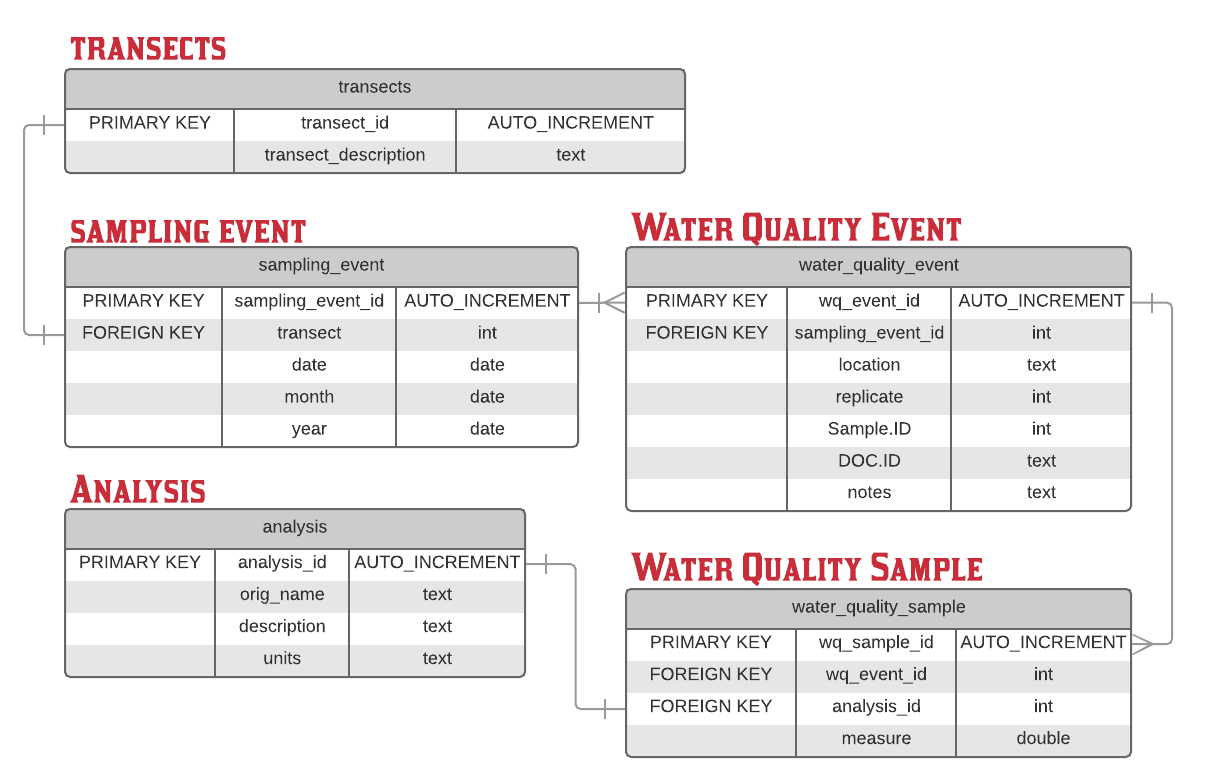 TRANSECTS
transects
PRIMARY KEY transect_id AUTO_INCREMENT
transect_description text
SAMPLING EVENT
sampling_event
PRIMARY KEY sampling_event_id AUTO_INCREMENT
FOREIGN KEY transect int
date date
month date
year date
WATER QUALITY EVENT
water_quality_event
PRIMARY KEY wq_event_id AUTO_INCREMENT
FOREIGN KEY sampling_event_id int
location text
replicate int
Sample.ID int
DOC.ID text
notes text
ANALYSIS
analysis
PRIMARY KEY analysis_id AUTO_INCREMENT
orig_name text
description text
units text
WATER QUALITY SAMPLE
water_quality_sample
PRIMARY KEY wq_sample_id AUTO_INCREMENT
FOREIGN KEY wq_event_id int
FOREIGN KEY analysis_id int
measure double